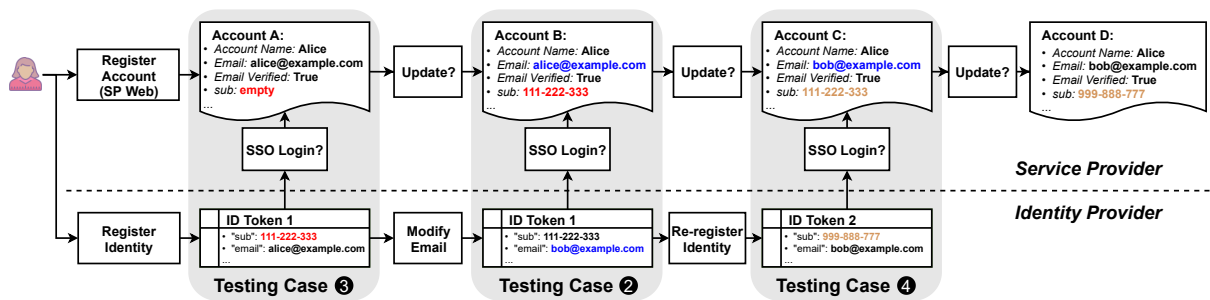 Register
Account
(SP Web)
Account A:
• Account Name: Alice
• Email: alice@example.com
• Email Verified: True
• sub: empty
...
Update?
Account B:
• Account Name: Alice
• Email: alice@example.com
• Email Verified: True
• sub: 111-222-333
...
Update?
Account C:
• Account Name: Alice
• Email: bob@example.com
• Email Verified: True
• sub: 111-222-333
...
Update?
Account D:
• Account Name: Alice
• Email: bob@example.com
• Email Verified: True
• sub: 999-888-777
...
SSO Login?
SSO Login?
SSO Login?
Service Provider
Identity Provider
Register
Identity
ID Token 1
• "sub": 111-222-333
• "email": alice@example.com
...
Modify
Email
ID Token 1
• "sub": 111-222-333
• "email": bob@example.com
...
Re-register
Identity
ID Token 2
• "sub": 999-888-777
• "email": bob@example.com
...
Testing Case ❸
Testing Case ❷
Testing Case ❹